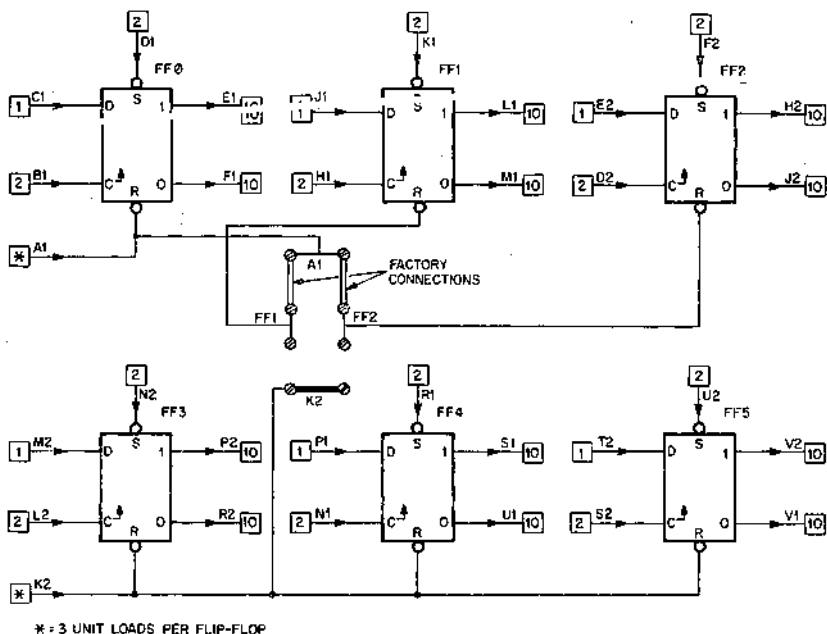 2 2 2
D1 K1 F2
FF0 FF1 FF2
1 C1 D S 1 E1 10
1 J1 D S 1 L1 10
1 E2 D S 1 H2 10
2 B1 C R 0 F1 10
2 H1 C R 0 M1 10
2 D2 C R 0 J2 10
* A1
A1
FACTORY
CONNECTIONS
FF1 FF2
K2
2 2 2
N2 R1 U2
FF3 FF4 FF5
1 M2 D S 1 P2 10
1 P1 D S 1 S1 10
1 T2 D S 1 V2 10
2 L2 C R 0 R2 10
2 N1 C R 0 U1 10
2 S2 C R 0 V1 10
* K2
* = 3 UNIT LOADS PER FLIP-FLOP